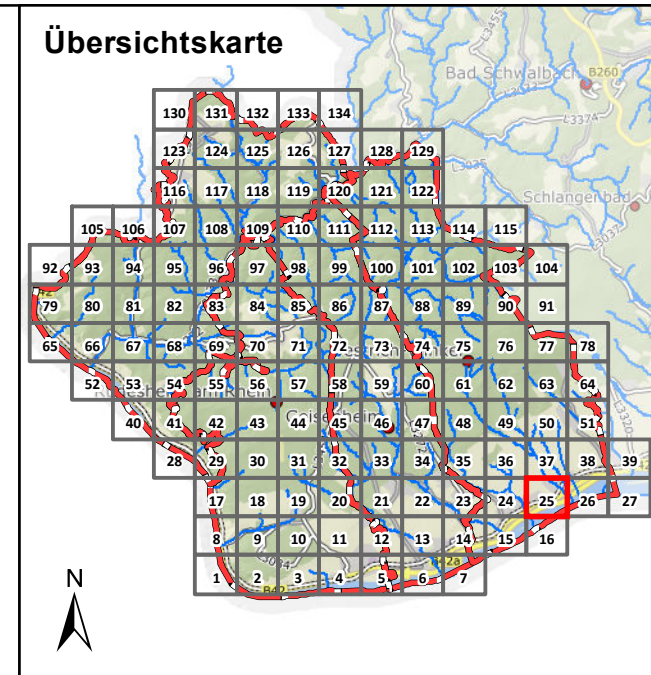 Übersichtskarte
Bad Schwalbach
B260
L3374
L3035
Schlangenbad
L3037
L3320
130 131 132 133 134
123 124 125 126 127 128 129
116 117 118 119 120 121 122
105 106 107 108 109 110 111 112 113 114 115
92 93 94 95 96 97 98 99 100 101 102 103 104
79 80 81 82 83 84 85 86 87 88 89 90 91
65 66 67 68 69 70 71 72 73 74 75 76 77 78
52 53 54 55 56 57 58 59 60 61 62 63 64
40 41 42 43 44 45 46 47 48 49 50 51
Geisenheim
28 29 30 31 32 33 34 35 36 37 38 39
17 18 19 20 21 22 23 24 25 26 27
8 9 10 11 12 13 14 15 16
L3034
B42a
1 2 3 4 5 6 7
B42
N